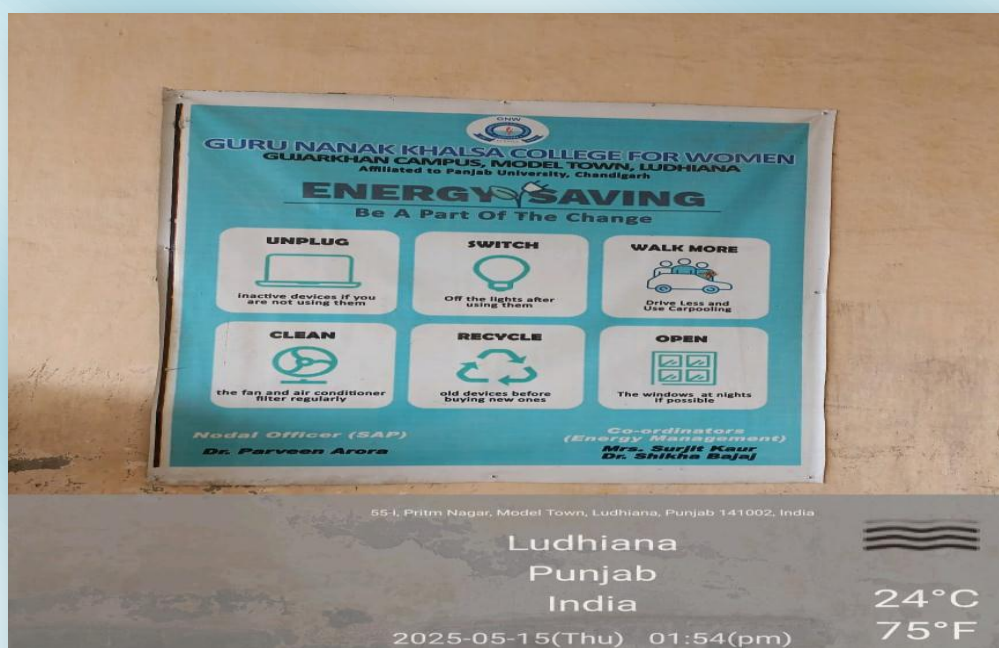 GNW
GURU NANAK KHALSA COLLEGE FOR WOMEN
GUJARKHAN CAMPUS, MODEL TOWN, LUDHIANA
Affiliated to Panjab University, Chandigarh
ENERGY SAVING
Be A Part Of The Change
UNPLUG
inactive devices if you
are not using them
SWITCH
Off the lights after
using them
WALK MORE
Drive Less and
Use Carpooling
CLEAN
the fan and air conditioner
filter regularly
RECYCLE
old devices before
buying new ones
OPEN
The windows at nights
if possible
Nodal Officer (SAP)
Dr. Parveen Arora
Co-ordinators
(Energy Management)
Mrs. Surjit Kaur
Dr. Shikha Bajaj
55-I, Pritm Nagar, Model Town, Ludhiana, Punjab 141002, India
Ludhiana
Punjab
India
2025-05-15(Thu) 01:54(pm)
24°C
75°F